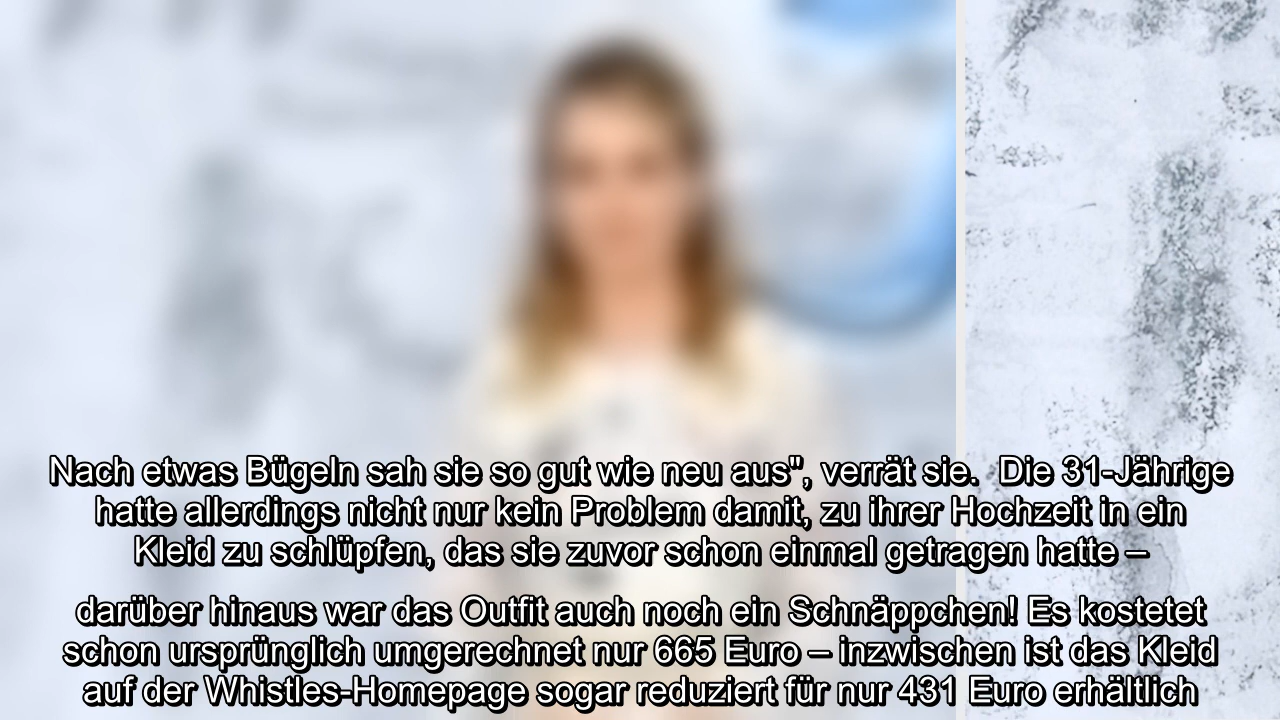 Nach etwas Bügeln sah sie so gut wie neu aus", verrät sie.  Die 31-Jährige
hatte allerdings nicht nur kein Problem damit, zu ihrer Hochzeit in ein
Kleid zu schlüpfen, das sie zuvor schon einmal getragen hatte –
darüber hinaus war das Outfit auch noch ein Schnäppchen! Es kostetet
schon ursprünglich umgerechnet nur 665 Euro – inzwischen ist das Kleid
auf der Whistles-Homepage sogar reduziert für nur 431 Euro erhältlich